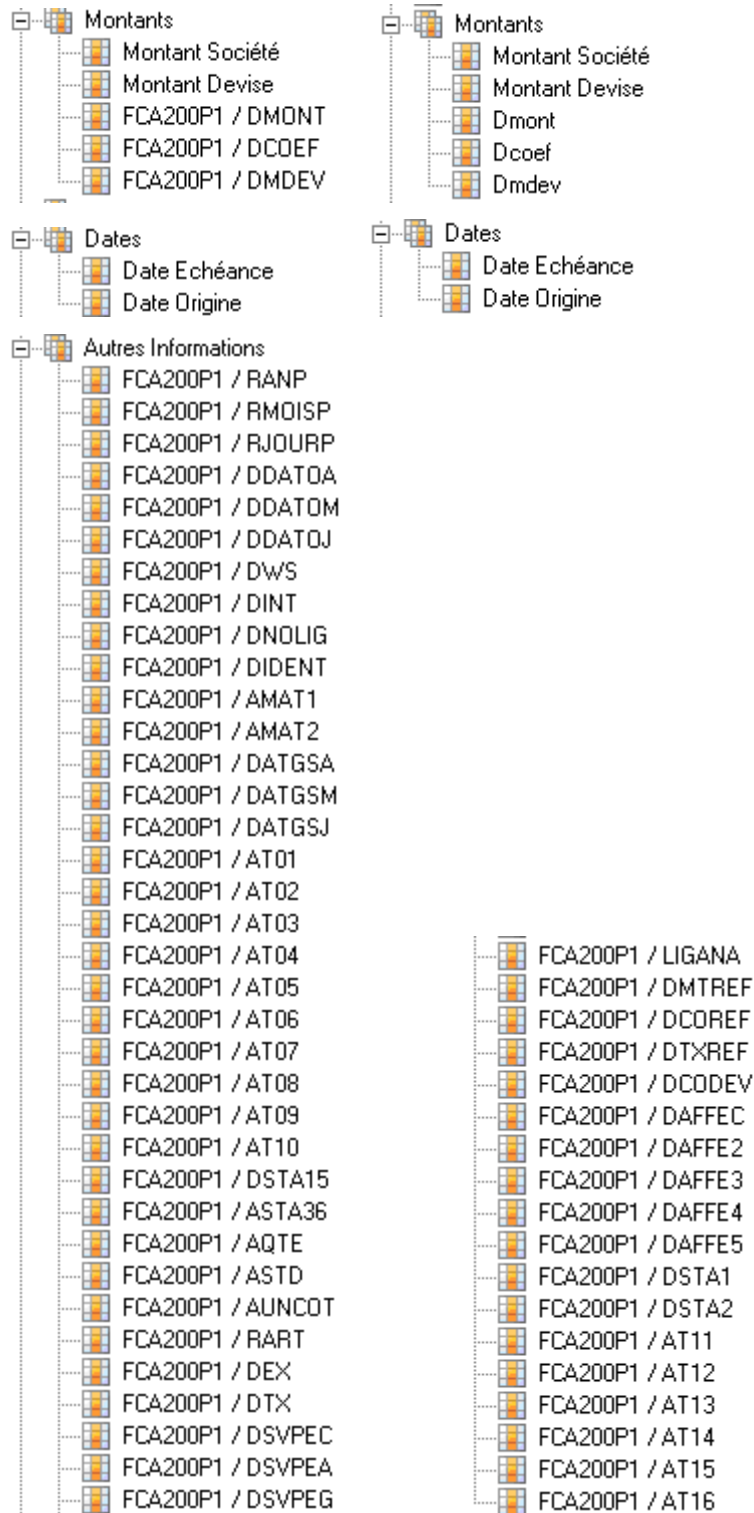 Montants
Montant Société
Montant Devise
FCA200P1 / DMONT
FCA200P1 / DCOEF
FCA200P1 / DMDEV
Montants
Montant Société
Montant Devise
Dmont
Dcoef
Dmdev
Dates
Date Echéance
Date Origine
Dates
Date Echéance
Date Origine
Autres Informations
FCA200P1 / RANP
FCA200P1 / RMOISP
FCA200P1 / RJOURP
FCA200P1 / DDATOA
FCA200P1 / DDATOM
FCA200P1 / DDATOJ
FCA200P1 / DWS
FCA200P1 / DINT
FCA200P1 / DNOLIG
FCA200P1 / DIDENT
FCA200P1 / AMAT1
FCA200P1 / AMAT2
FCA200P1 / DATGSA
FCA200P1 / DATGSM
FCA200P1 / DATGSJ
FCA200P1 / AT01
FCA200P1 / AT02
FCA200P1 / AT03
FCA200P1 / AT04
FCA200P1 / AT05
FCA200P1 / AT06
FCA200P1 / AT07
FCA200P1 / AT08
FCA200P1 / AT09
FCA200P1 / AT10
FCA200P1 / DSTA15
FCA200P1 / ASTA36
FCA200P1 / AQTE
FCA200P1 / ASTD
FCA200P1 / AUNCOT
FCA200P1 / RART
FCA200P1 / DEX
FCA200P1 / DTX
FCA200P1 / DSVPEC
FCA200P1 / DSVPEA
FCA200P1 / DSVPEG
FCA200P1 / LIGANA
FCA200P1 / DMTREF
FCA200P1 / DCOREF
FCA200P1 / DTXREF
FCA200P1 / DCODEV
FCA200P1 / DAFFEC
FCA200P1 / DAFFE2
FCA200P1 / DAFFE3
FCA200P1 / DAFFE4
FCA200P1 / DAFFE5
FCA200P1 / DSTA1
FCA200P1 / DSTA2
FCA200P1 / AT11
FCA200P1 / AT12
FCA200P1 / AT13
FCA200P1 / AT14
FCA200P1 / AT15
FCA200P1 / AT16